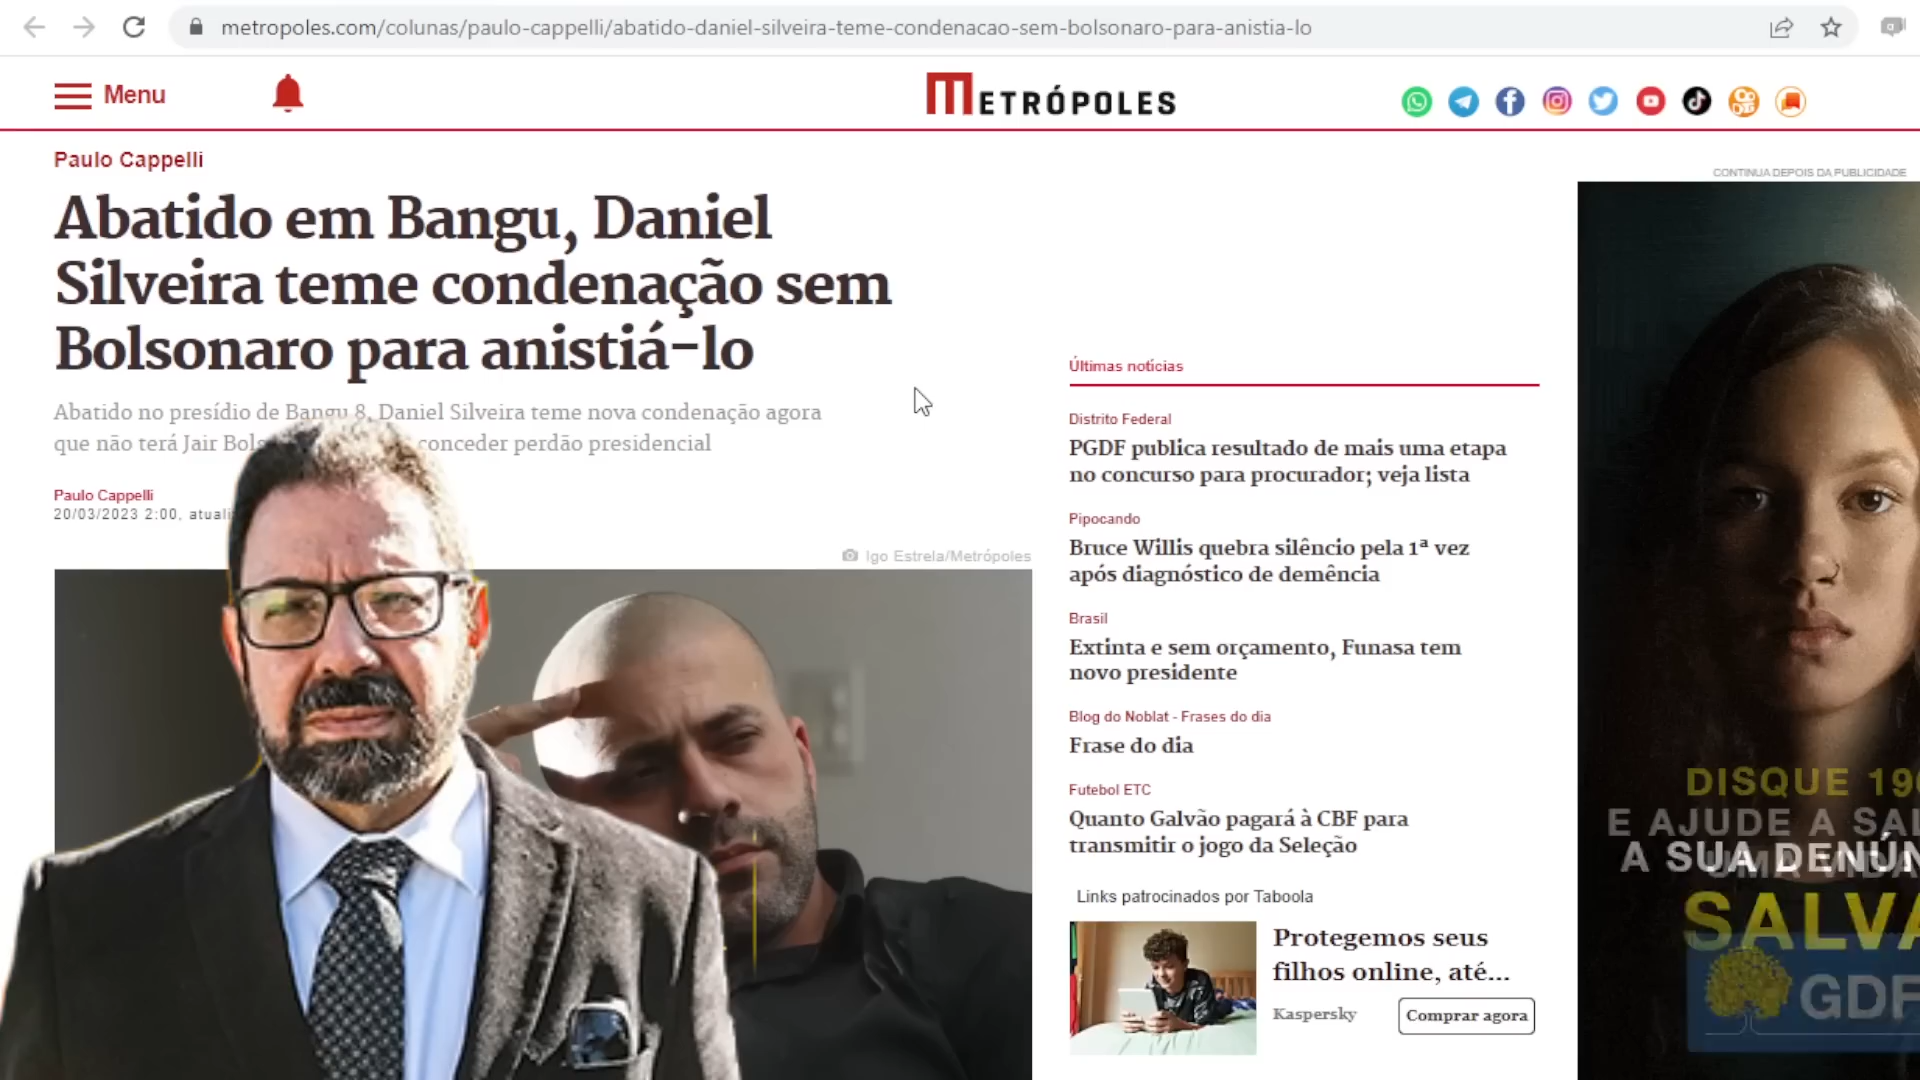 metropoles.com/colunas/paulo-cappelli/abatido-daniel-silveira-teme-condenacao-sem-bolsonaro-para-anistia-lo
Menu
METRÓPOLES
Paulo Cappelli
Abatido em Bangu, Daniel
Silveira teme condenação sem
Bolsonaro para anistiá-lo
Abatido no presídio de Bangu 8, Daniel Silveira teme nova condenação agora
que não terá Jair conceder perdão presidencial
Paulo Cappelli
20/03/2023 2:00,
Igo Estrela/Metrópoles
Últimas notícias
Distrito Federal
PGDF publica resultado de mais uma etapa
no concurso para procurador; veja lista
Pipocando
Bruce Willis quebra silêncio pela 1ª vez
após diagnóstico de demência
Brasil
Extinta e sem orçamento, Funasa tem
novo presidente
Blog do Noblat - Frases do dia
Frase do dia
Futebol ETC
Quanto Galvão pagará à CBF para
transmitir o jogo da Seleção
Links patrocinados por Taboola
Protegemos seus
filhos online, até...
Kaspersky
Comprar agora
CONTINUA DEPOIS DA PUBLICIDADE
DISQUE
E AJUDE A
A SUA
UMA VIDA
GDF